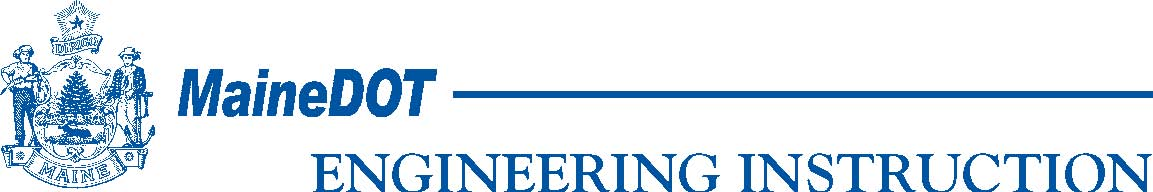 DIRIGO
MaineDOT
MAINE
ENGINEERING INSTRUCTION